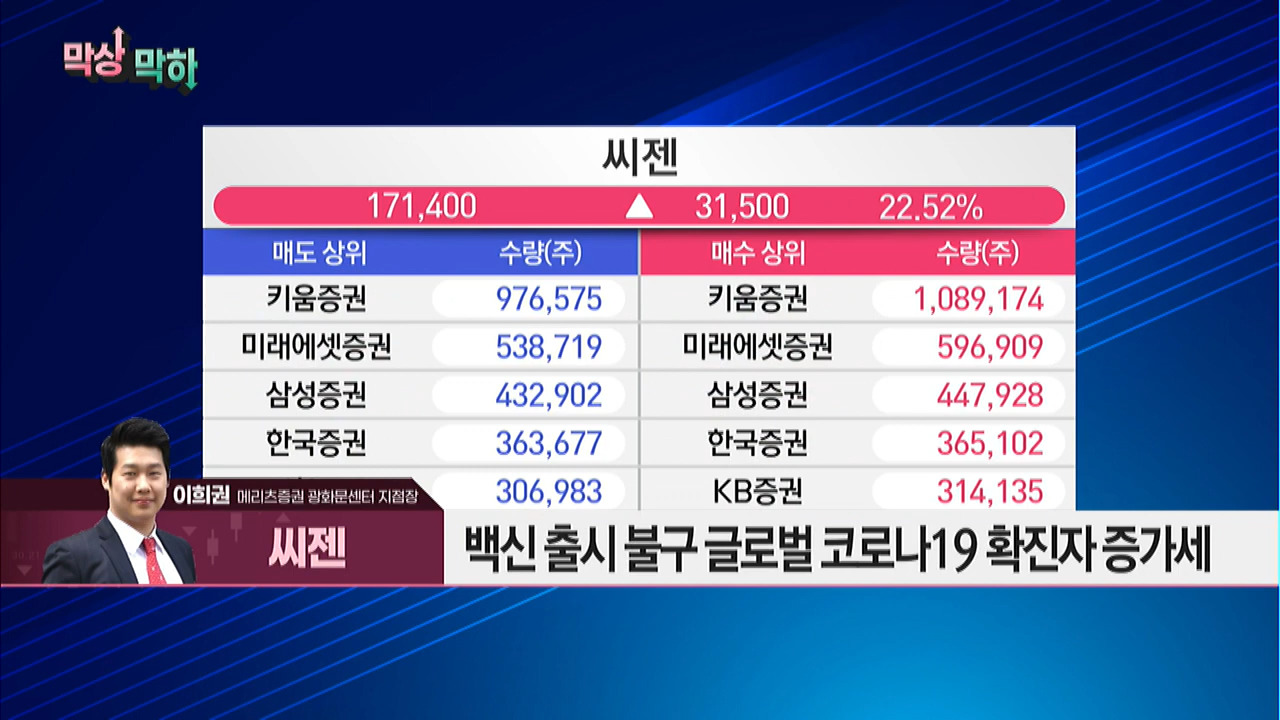 막상 막하
씨젠
171,400 ▲ 31,500 22.52%
매도 상위 수량(주) 매수 상위 수량(주)
키움증권 976,575 키움증권 1,089,174
미래에셋증권 538,719 미래에셋증권 596,909
삼성증권 432,902 삼성증권 447,928
한국증권 363,677 한국증권 365,102
306,983 KB증권 314,135
이희권 메리츠증권 광화문센터 지점장
씨젠
백신 출시 불구 글로벌 코로나19 확진자 증가세